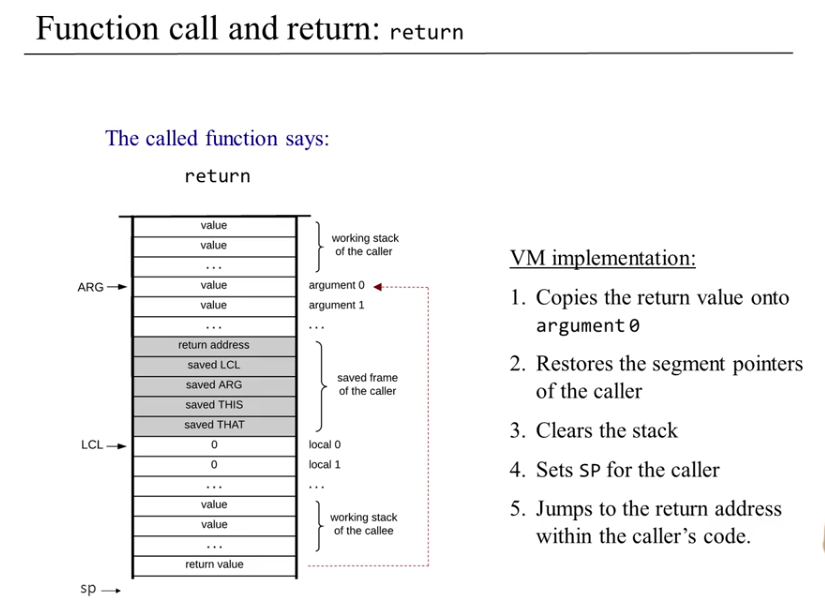 Function call and return: return
The called function says:
return
value
value
...
working stack
of the caller
ARG
value
argument 0
value
argument 1
...
...
return address
saved LCL
saved ARG
saved THIS
saved THAT
saved frame
of the caller
LCL
0
local 0
0
local 1
...
...
value
value
...
working stack
of the callee
return value
sp
VM implementation:
1. Copies the return value onto
argument 0
2. Restores the segment pointers
of the caller
3. Clears the stack
4. Sets SP for the caller
5. Jumps to the return address
within the caller's code.